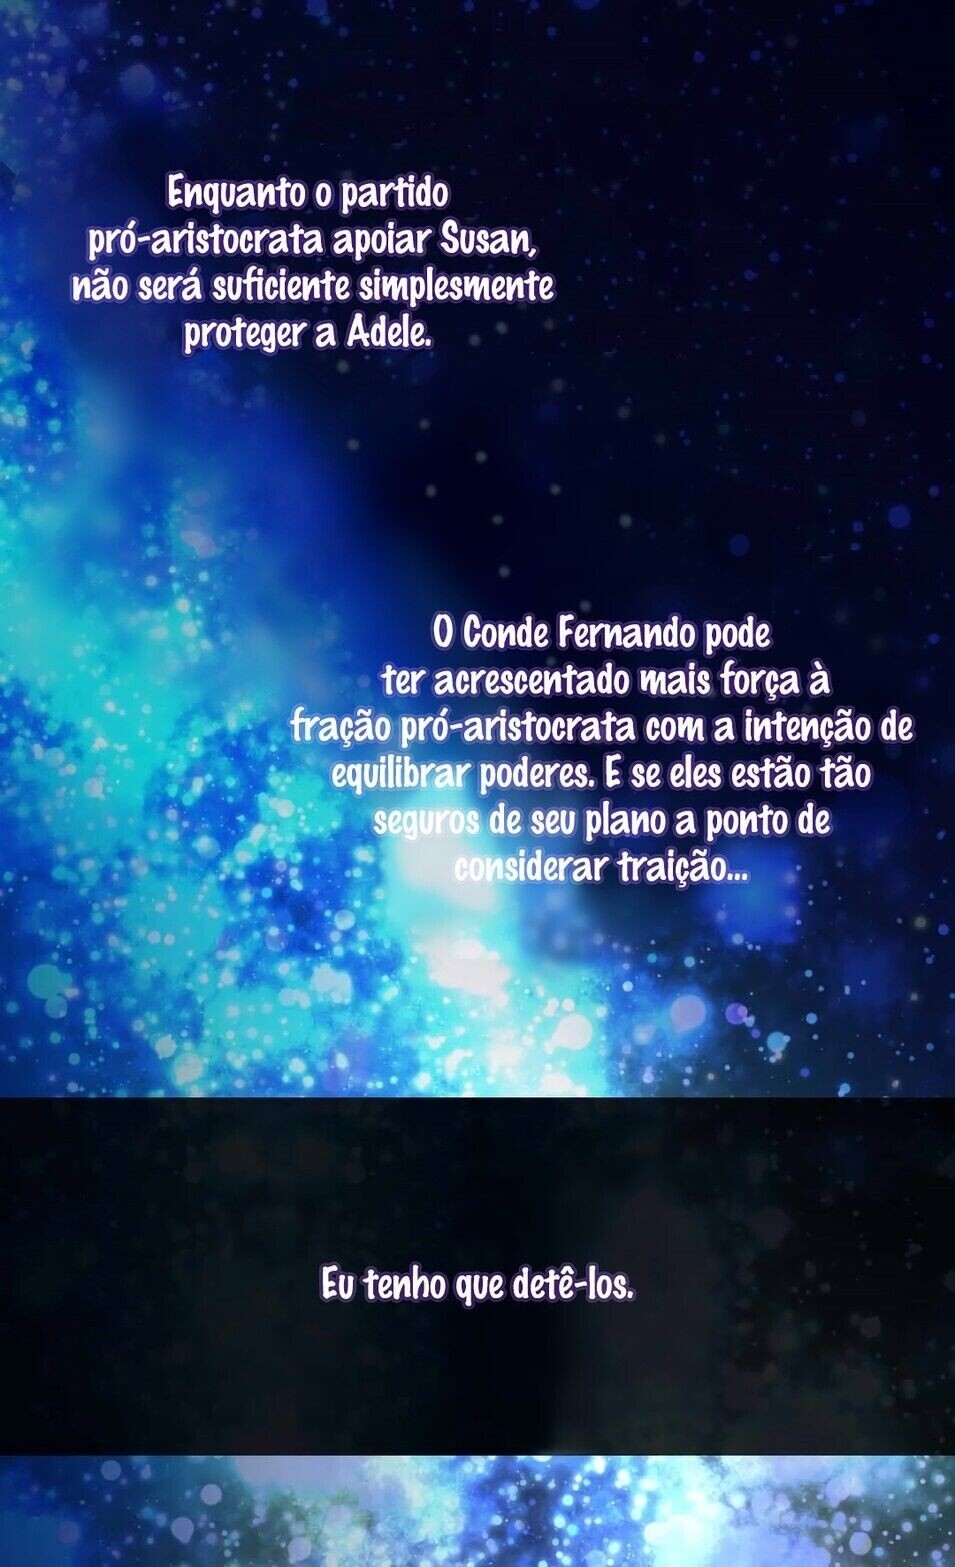 Enquanto o partido
pró-aristocrata apoiar Susan,
não será suficiente simplesmente
proteger a Adele.
O Conde Fernando pode
ter acrescentado mais força à
fração pró-aristocrata com a intenção de
equilibrar poderes. E se eles estão tão
seguros de seu plano a ponto de
considerar traição...
Eu tenho que detê-los.